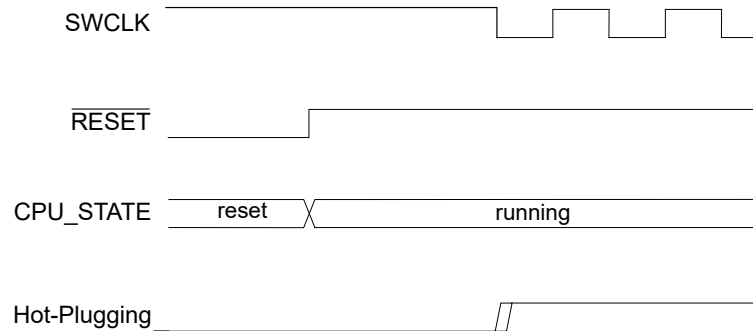 SWCLK
RESET
CPU_STATE reset running
Hot-Plugging